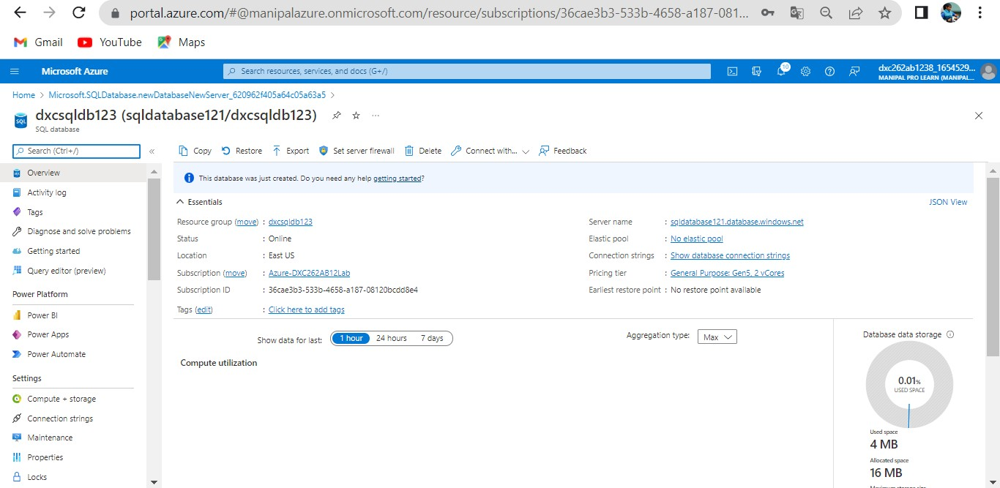 portal.azure.com/#@manipalazure.onmicrosoft.com/resource/subscriptions/36cae3b3-533b-4658-a187-081...
Gmail YouTube Maps
Microsoft Azure Search resources, services, and docs (G+/) 10 dxc262ab1238_1654529...
MANIPAL PRO LEARN (MANIPAL...
Home > Microsoft.SQLDatabase.newDatabaseNewServer_620962f405a64c05a63a5 >
SQL dxcsqldb123 (sqldatabase121/dxcsqldb123) ...
SQL database
Search (Ctrl+/) «
Copy Restore Export Set server firewall Delete Connect with... Feedback
Overview
Activity log
Tags
Diagnose and solve problems
Getting started
Query editor (preview)
Power Platform
Power BI
Power Apps
Power Automate
Settings
Compute + storage
Connection strings
Maintenance
Properties
Locks
This database was just created. Do you need any help getting started?
Essentials JSON View
Resource group (move) : dxcsqldb123
Status : Online
Location : East US
Subscription (move) : Azure-DXC262AB12Lab
Subscription ID : 36cae3b3-533b-4658-a187-08120bcdd8e4
Tags (edit) : Click here to add tags
Server name : sqldatabase121.database.windows.net
Elastic pool : No elastic pool
Connection strings : Show database connection strings
Pricing tier : General Purpose: Gen5, 2 vCores
Earliest restore point : No restore point available
Show data for last: 1 hour 24 hours 7 days Aggregation type: Max
Compute utilization
Database data storage
0.01%
USED SPACE
Used space
4 MB
Allocated space
16 MB